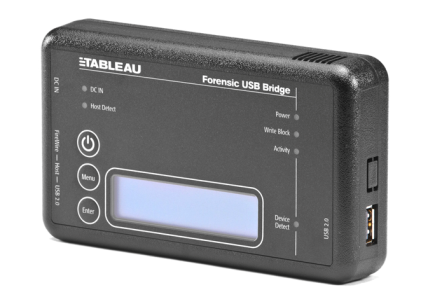 TABLEAU
Forensic USB Bridge
DC IN
DC IN
Host Detect
Power
Write Block
Activity
Menu
Enter
Device
Detect
FireWire — Host — USB 2.0
USB 2.0